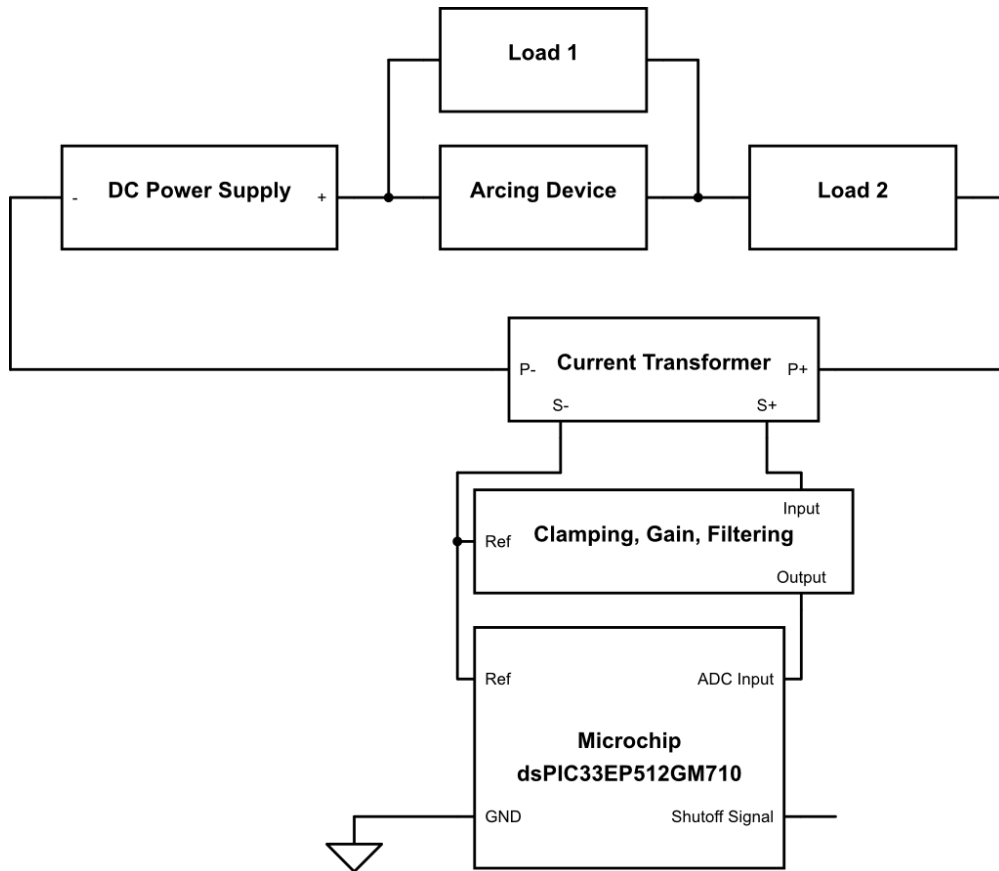 Load 1
-
DC Power Supply
+
Arcing Device
Load 2
P-
Current Transformer
P+
S-
S+
Input
Ref
Clamping, Gain, Filtering
Output
Ref
ADC Input
Microchip
dsPIC33EP512GM710
GND
Shutoff Signal